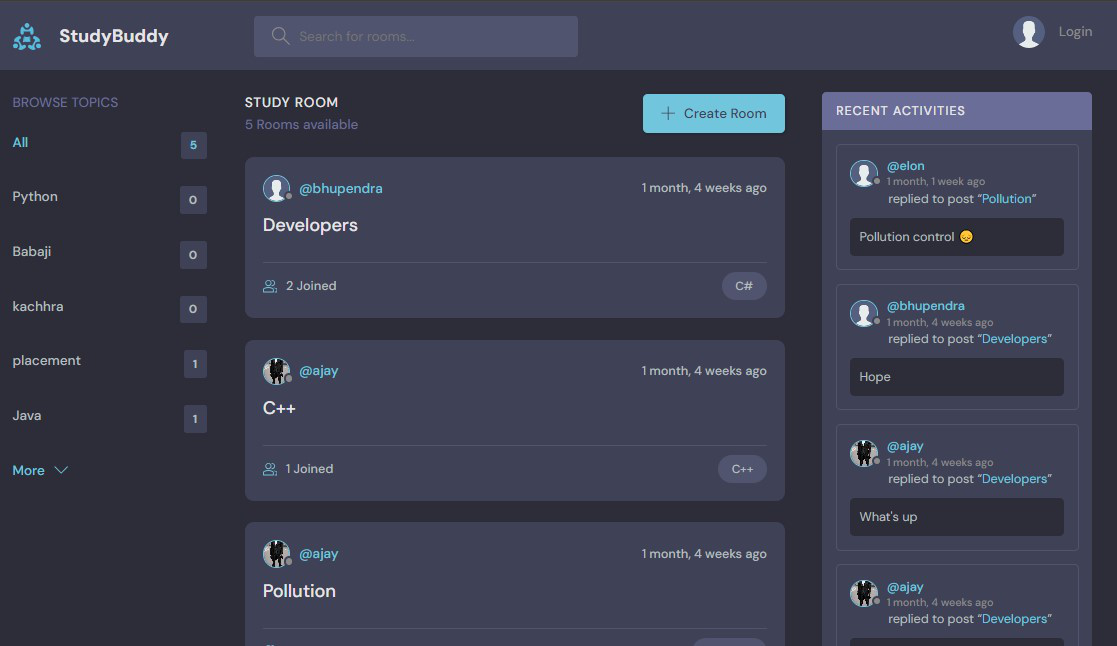 StudyBuddy
Search for rooms...
Login
BROWSE TOPICS
All 5
Python 0
Babaji 0
kachhra 0
placement 1
Java 1
More
STUDY ROOM
5 Rooms available
Create Room
@bhupendra 1 month, 4 weeks ago
Developers
2 Joined C#
@ajay 1 month, 4 weeks ago
C++
1 Joined C++
@ajay 1 month, 4 weeks ago
Pollution
RECENT ACTIVITIES
@elon
1 month, 1 week ago
replied to post “Pollution”
Pollution control 😞
@bhupendra
1 month, 4 weeks ago
replied to post “Developers”
Hope
@ajay
1 month, 4 weeks ago
replied to post “Developers”
What's up
@ajay
1 month, 4 weeks ago
replied to post “Developers”